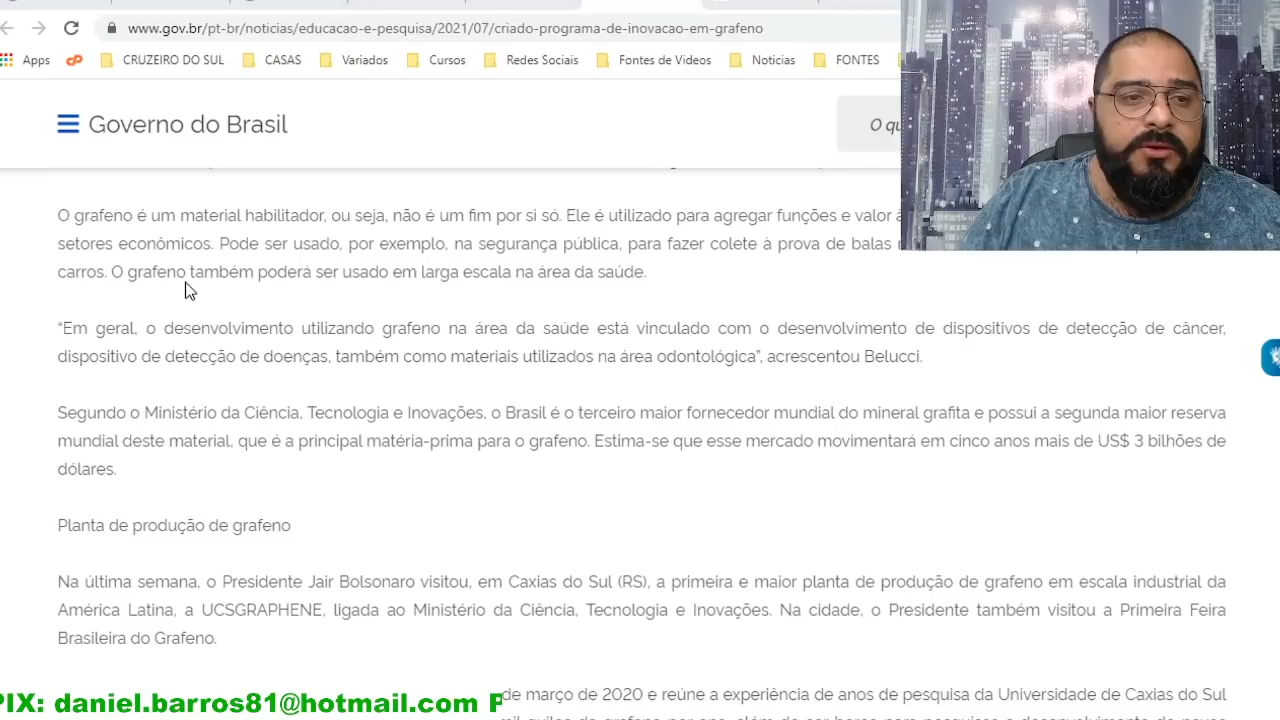 www.gov.br/pt-br/noticias/educacao-e-pesquisa/2021/07/criado-programa-de-inovacao-em-grafeno
Apps CRUZEIRO DO SUL CASAS Variados Cursos Redes Sociais Fontes de Videos Noticias FONTES
Governo do Brasil
O qu
O grafeno é um material habilitador, ou seja, não é um fim por si só. Ele é utilizado para agregar funções e valor
setores econômicos. Pode ser usado, por exemplo, na segurança pública, para fazer colete à prova de balas
carros. O grafeno também poderá ser usado em larga escala na área da saúde.
“Em geral, o desenvolvimento utilizando grafeno na área da saúde está vinculado com o desenvolvimento de dispositivos de detecção de câncer,
dispositivo de detecção de doenças, também como materiais utilizados na área odontológica”, acrescentou Belucci.
Segundo o Ministério da Ciência, Tecnologia e Inovações, o Brasil é o terceiro maior fornecedor mundial do mineral grafita e possui a segunda maior reserva
mundial deste material, que é a principal matéria-prima para o grafeno. Estima-se que esse mercado movimentará em cinco anos mais de US$ 3 bilhões de
dólares.
Planta de produção de grafeno
Na última semana, o Presidente Jair Bolsonaro visitou, em Caxias do Sul (RS), a primeira e maior planta de produção de grafeno em escala industrial da
América Latina, a UCSGRAPHENE, ligada ao Ministério da Ciência, Tecnologia e Inovações. Na cidade, o Presidente também visitou a Primeira Feira
Brasileira do Grafeno.
de março de 2020 e reúne a experiência de anos de pesquisa da Universidade de Caxias do Sul
PIX: daniel.barros81@hotmail.com P